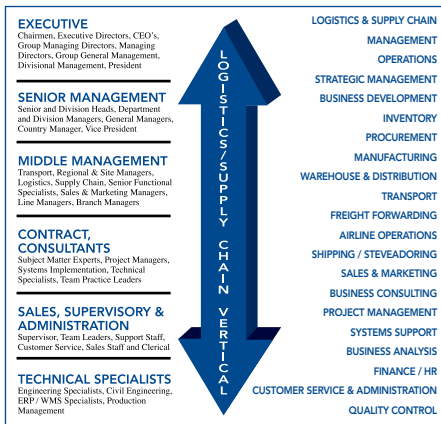 EXECUTIVE
Chairmen, Executive Directors, CEO's,
Group Managing Directors, Managing
Directors, Group General Management,
Divisional Management, President
SENIOR MANAGEMENT
Senior and Division Heads, Department
and Division Managers, General Managers,
Country Manager, Vice President
MIDDLE MANAGEMENT
Transport, Regional & Site Managers,
Logistics, Supply Chain, Senior Functional
Specialists, Sales & Marketing Managers,
Line Managers, Branch Managers
CONTRACT,
CONSULTANTS
Subject Matter Experts, Project Managers,
Systems Implementation, Technical
Specialists, Team Practice Leaders
SALES, SUPERVISORY &
ADMINISTRATION
Supervisor, Team Leaders, Support Staff,
Customer Service, Sales Staff and Clerical
TECHNICAL SPECIALISTS
Engineering Specialists, Civil Engineering,
ERP / WMS Specialists, Production
Management
LOGISTICS/SUPPLY CHAIN VERTICAL
LOGISTICS & SUPPLY CHAIN
MANAGEMENT
OPERATIONS
STRATEGIC MANAGEMENT
BUSINESS DEVELOPMENT
INVENTORY
PROCUREMENT
MANUFACTURING
WAREHOUSE & DISTRIBUTION
TRANSPORT
FREIGHT FORWARDING
AIRLINE OPERATIONS
SHIPPING / STEVEADORING
SALES & MARKETING
BUSINESS CONSULTING
PROJECT MANAGEMENT
SYSTEMS SUPPORT
BUSINESS ANALYSIS
FINANCE / HR
CUSTOMER SERVICE & ADMINISTRATION
QUALITY CONTROL